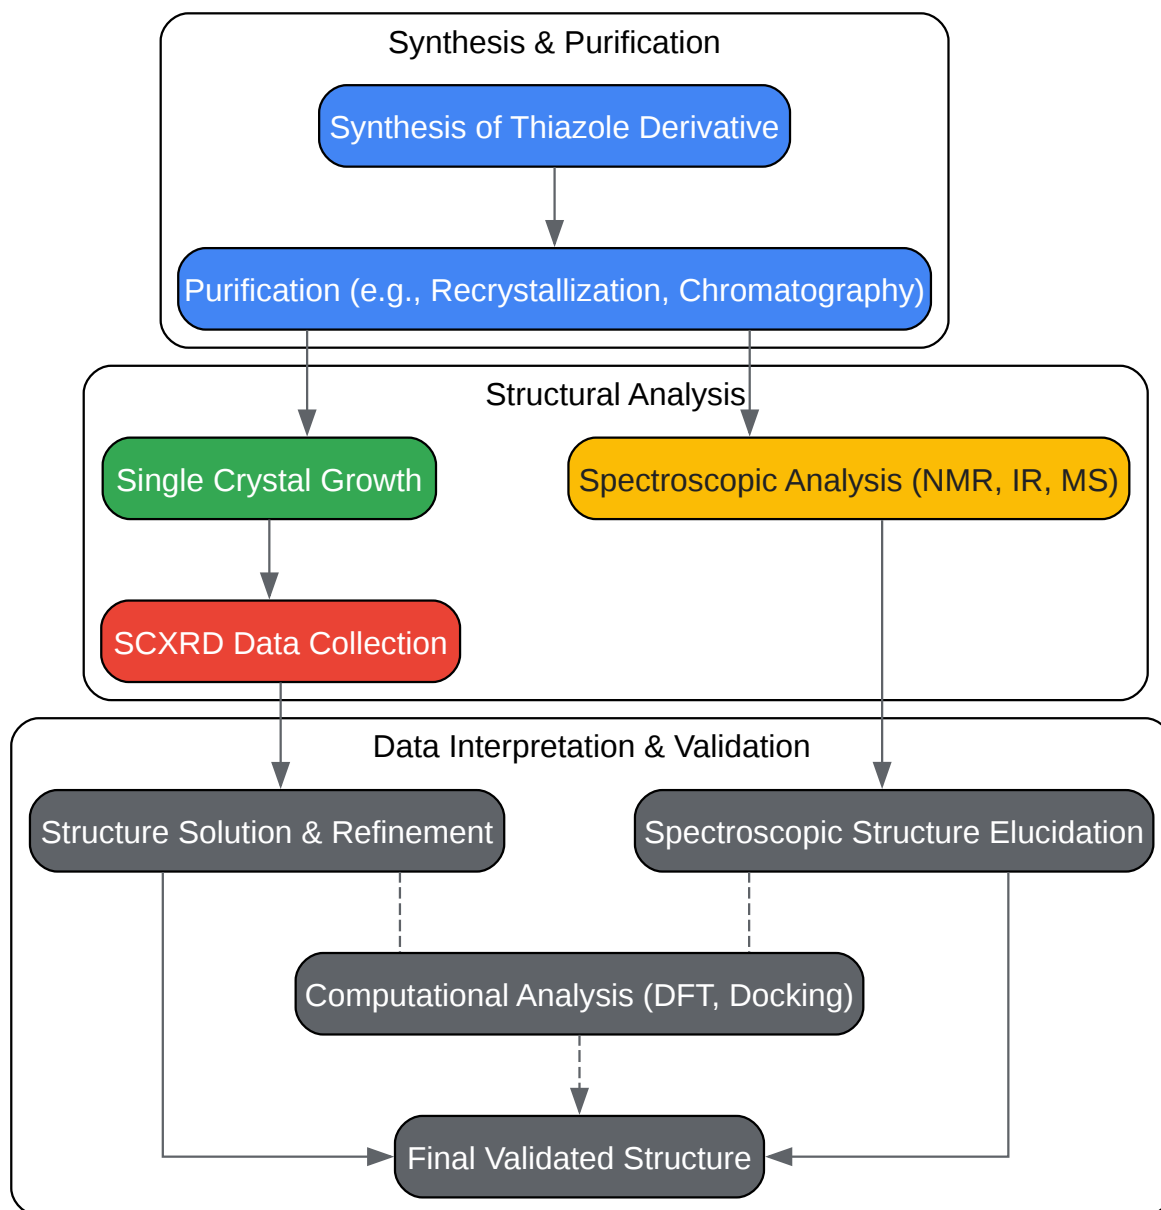 Synthesis & Purification
Synthesis of Thiazole Derivative
Purification (e.g., Recrystallization, Chromatography)
Structural Analysis
Single Crystal Growth
Spectroscopic Analysis (NMR, IR, MS)
SCXRD Data Collection
Data Interpretation & Validation
Structure Solution & Refinement
Spectroscopic Structure Elucidation
Computational Analysis (DFT, Docking)
Final Validated Structure